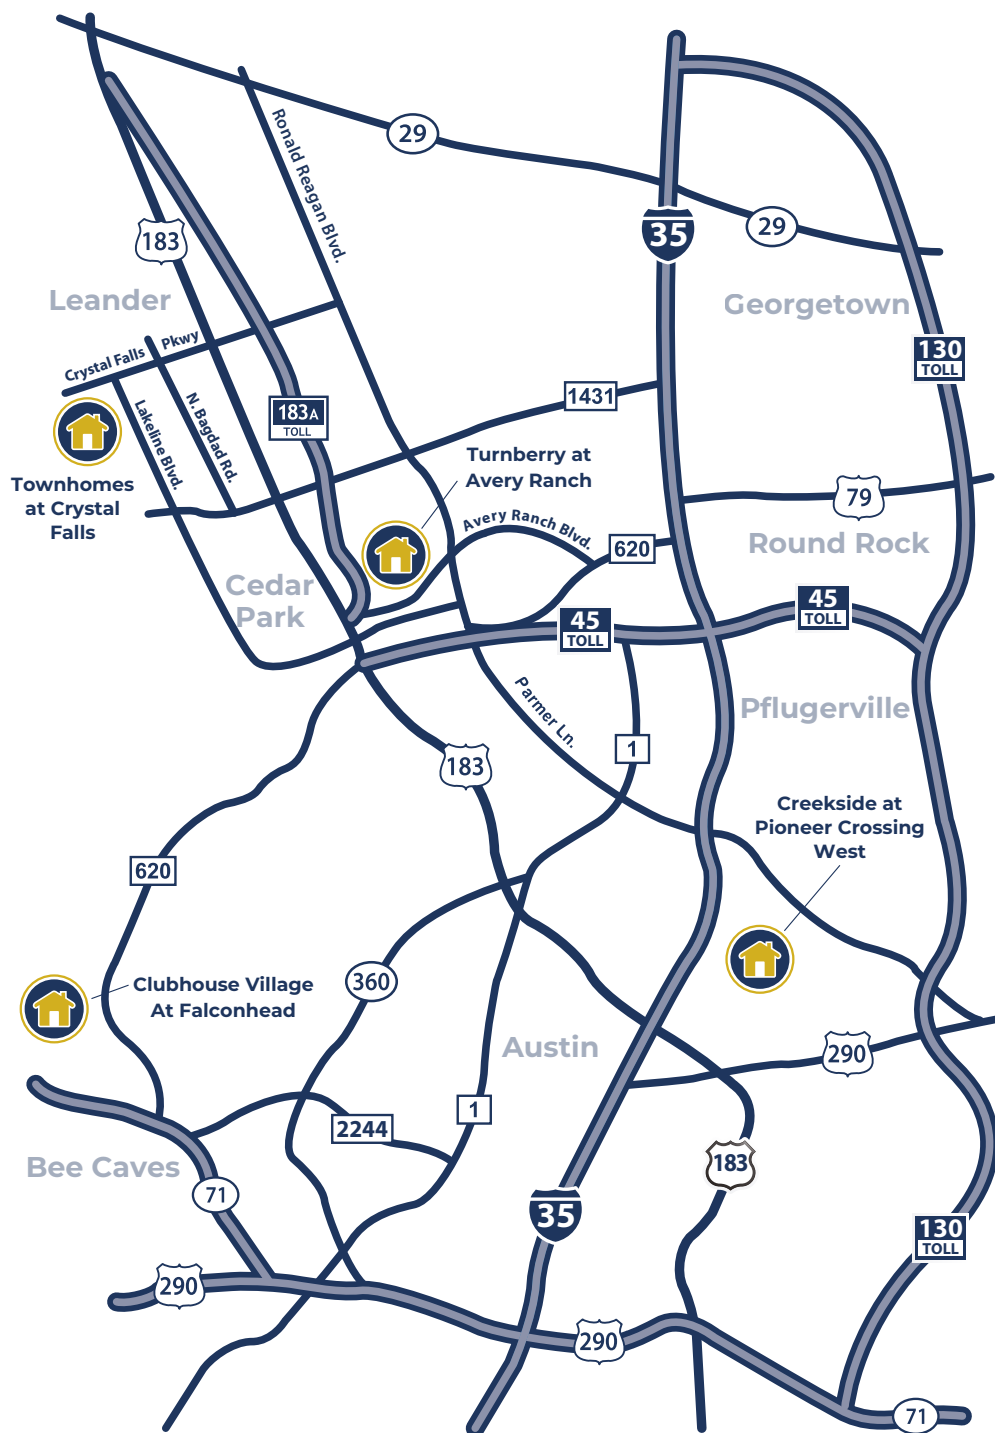 29
Ronald Reagan Blvd.
183
35
29
Leander
Georgetown
Crystal Falls Pkwy
130
TOLL
Lakeline Blvd.
N. Bagdad Rd.
183A
TOLL
1431
Townhomes
at Crystal
Falls
Turnberry at
Avery Ranch
79
Avery Ranch Blvd.
620
Round Rock
Cedar
Park
45
TOLL
45
TOLL
Parmer Ln.
Pflugerville
1
183
Creekside at
Pioneer Crossing
West
620
360
Clubhouse Village
At Falconhead
Austin
290
1
2244
183
Bee Caves
71
35
130
TOLL
290
290
71